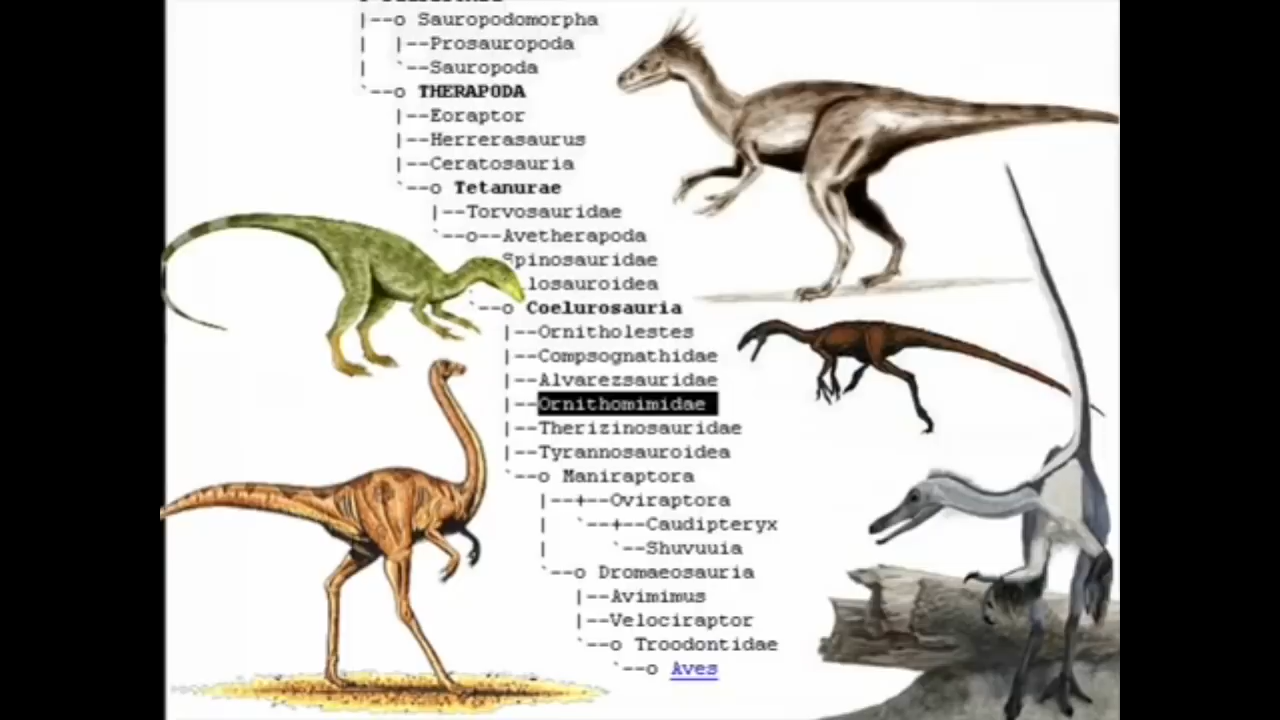 |--o Sauropodomorpha
| |--Prosauropoda
| `--Sauropoda
`--o THERAPODA
|--Eoraptor
|--Herrerasaurus
|--Ceratosauria
`--o Tetanurae
|--Torvosauridae
`--o--Avetherapoda
Spinosauridae
losauroidea
`--o Coelurosauria
|--Ornitholestes
|--Compsognathidae
|--Alvarezsauridae
|--Ornithomimidae
|--Therizinosauridae
|--Tyrannosauroidea
`--o Maniraptora
|--+--Oviraptora
| `--+--Caudipteryx
| `--Shuvuuia
`--o Dromaeosauria
|--Avimimus
|--Velociraptor
`--o Troodontidae
`--o Aves